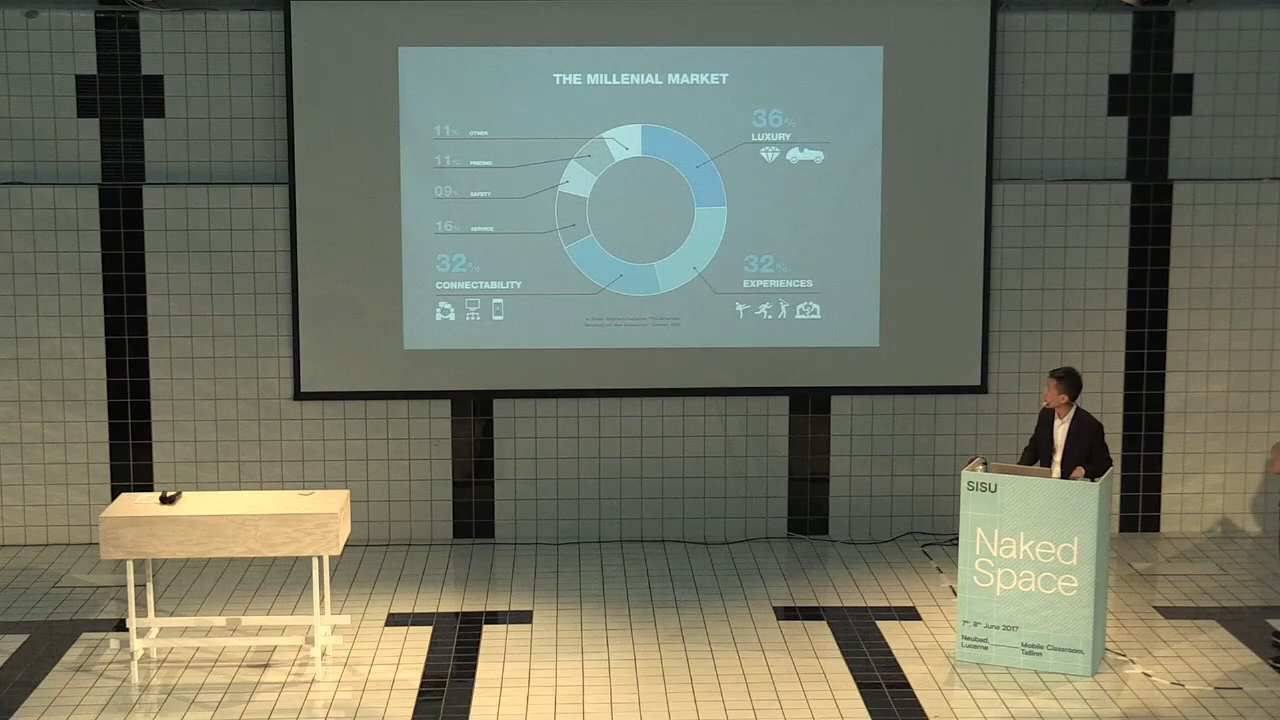 THE MILLENIAL MARKET
11% OTHER
11% PRICING
09% SAFETY
16% SERVICE
32%
CONNECTABILITY
36%
LUXURY
32%
EXPERIENCES
SISU
Naked
Space
7th, 8th June 2017
Neubad,
Lucerne
Mobile Classroom,
Tallinn